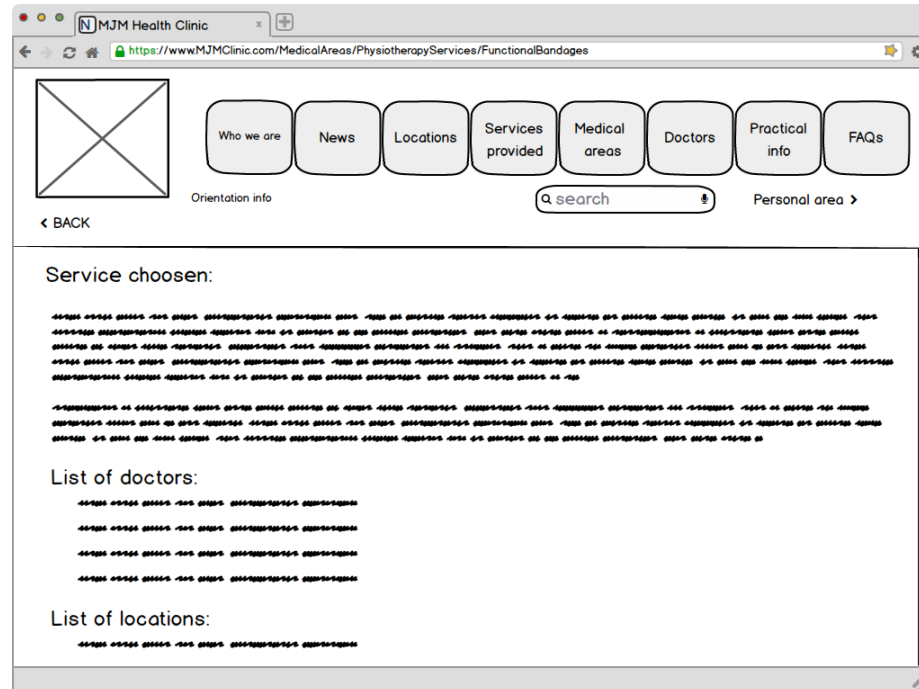 N MJM Health Clinic x
https://www.MJMClinic.com/MedicalAreas/PhysiotherapyServices/FunctionalBandages
Who we are
News
Locations
Services
provided
Medical
areas
Doctors
Practical
info
FAQs
Orientation info
search
Personal area >
< BACK
Service choosen:
List of doctors:
List of locations: